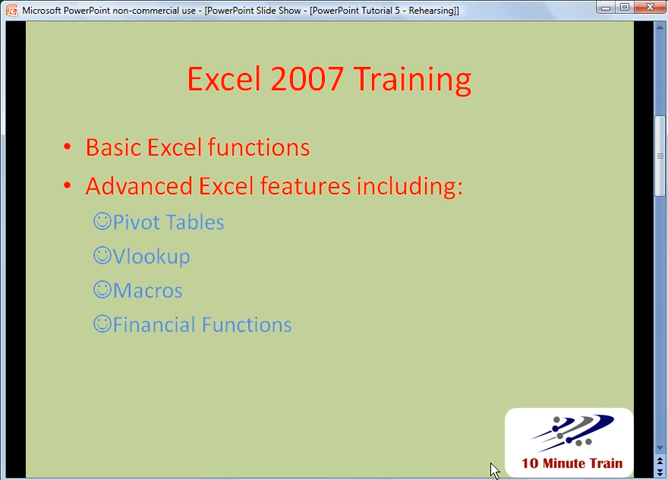 Microsoft PowerPoint non-commercial use - [PowerPoint Slide Show - [PowerPoint Tutorial 5 - Rehearsing]]
Excel 2007 Training
• Basic Excel functions
• Advanced Excel features including:
☺Pivot Tables
☺Vlookup
☺Macros
☺Financial Functions
10 Minute Train